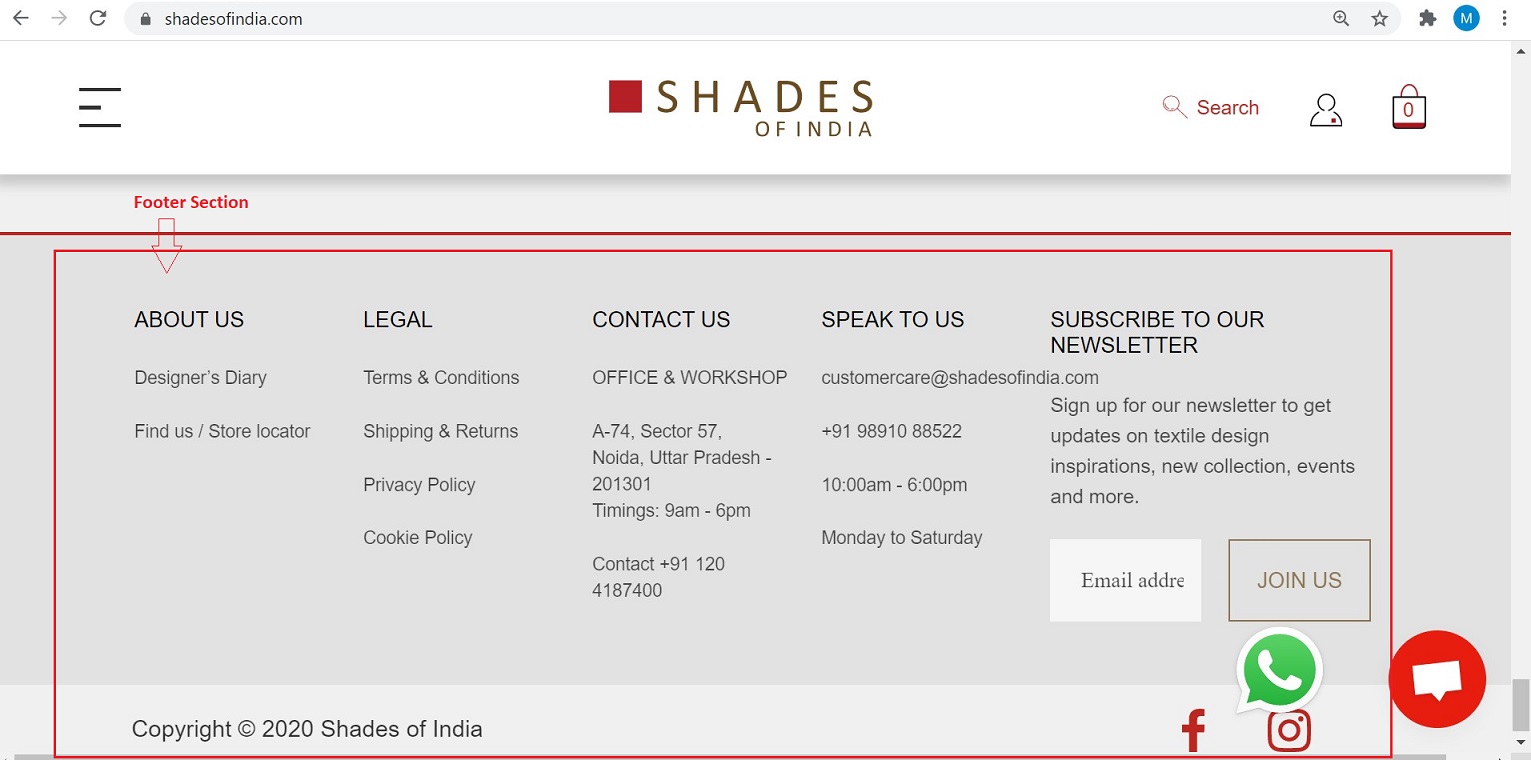 shadesofindia.com
M
SHADES
OF INDIA
Search
0
Footer Section
ABOUT US
Designer’s Diary
Find us / Store locator
LEGAL
Terms & Conditions
Shipping & Returns
Privacy Policy
Cookie Policy
CONTACT US
OFFICE & WORKSHOP
A-74, Sector 57,
Noida, Uttar Pradesh -
201301
Timings: 9am - 6pm
Contact +91 120
4187400
SPEAK TO US
customercare@shadesofindia.com
+91 98910 88522
10:00am - 6:00pm
Monday to Saturday
SUBSCRIBE TO OUR
NEWSLETTER
Sign up for our newsletter to get
updates on textile design
inspirations, new collection, events
and more.
Email addre
JOIN US
Copyright © 2020 Shades of India